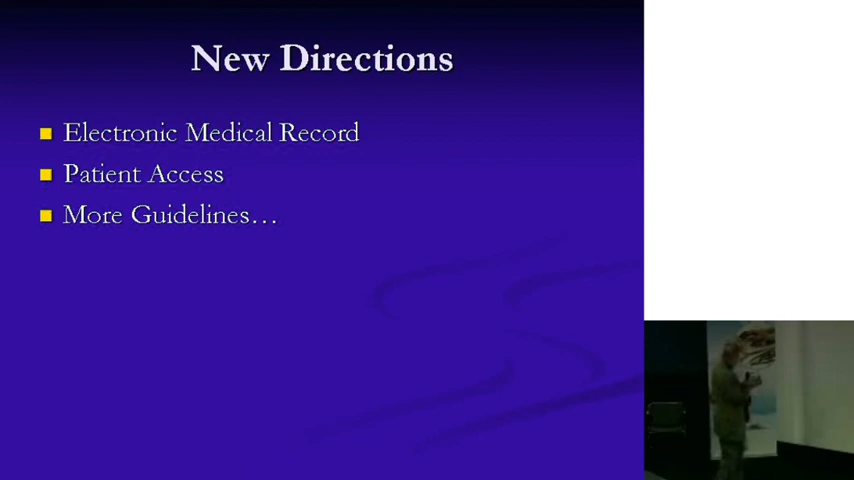 New Directions
Electronic Medical Record
Patient Access
More Guidelines…